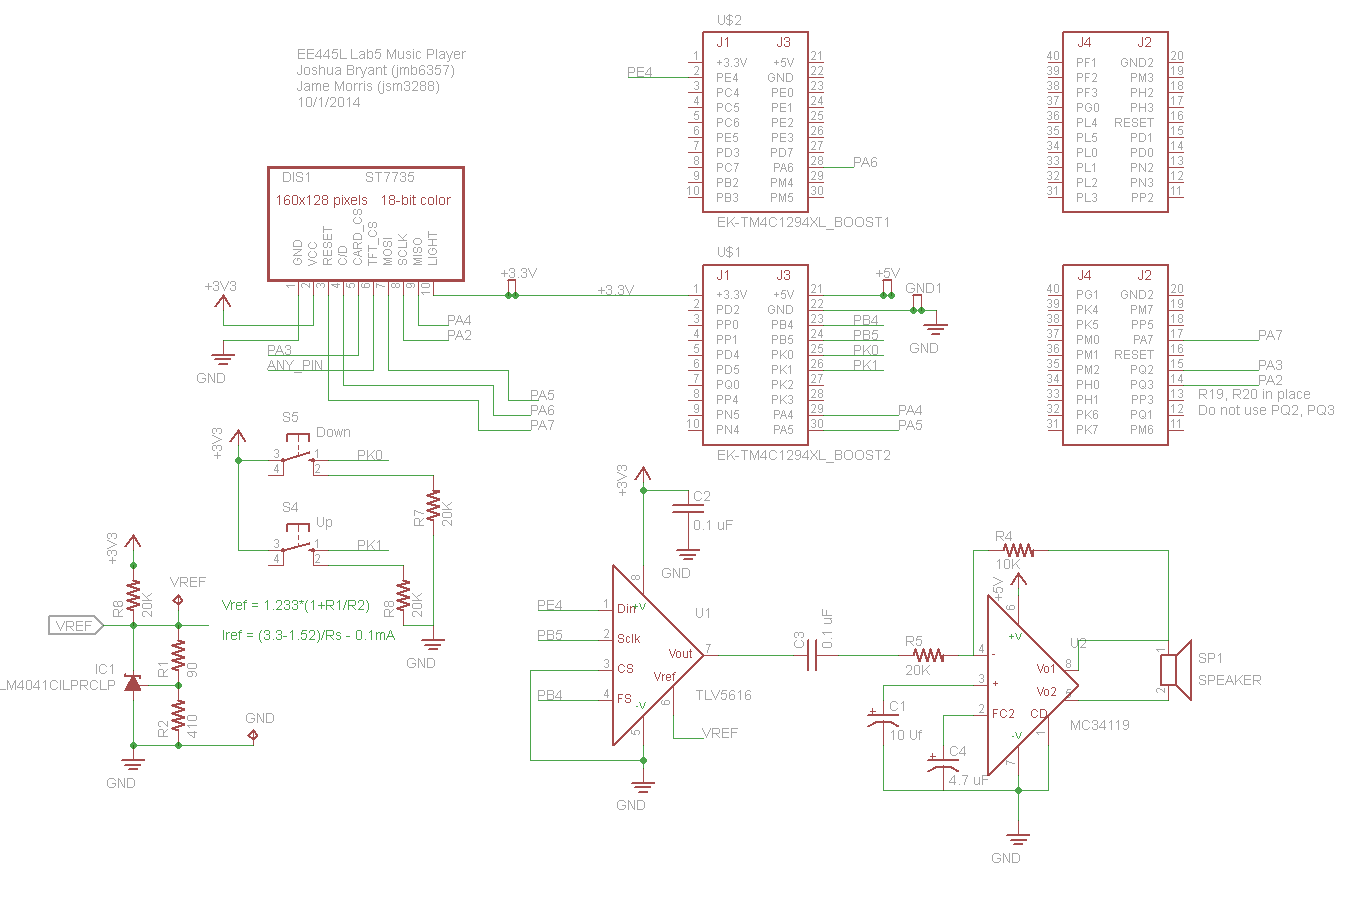 EE445L Lab5 Music Player
Joshua Bryant (jmb6357)
Jame Morris (jsm3288)
10/1/2014
U$2
J1 J3
1 +3.3V +5V 21
2 PE4 GND 22
3 PC4 PE0 23
4 PC5 PE1 24
5 PC6 PE2 25
6 PE5 PE3 26
7 PD3 PD7 27
8 PC7 PA6 28
9 PB2 PM4 29
10 PB3 PM5 30
PE4
PA6
EK-TM4C1294XL_BOOST1
J4 J2
40 PF1 GND2 20
39 PF2 PM3 19
38 PF3 PH2 18
37 PG0 PH3 17
36 PL4 RESET 16
35 PL5 PD1 15
34 PL0 PD0 14
33 PL1 PN2 13
32 PL2 PN3 12
31 PL3 PP2 11
DIS1 ST7735
160x128 pixels 18-bit color
GND
VCC
RESET
C/D
CARD_CS
TFT_CS
MOSI
SCLK
MISO
LIGHT
1 2 3 4 5 6 7 8 9 10
+3V3
GND
PA4
PA2
PA3
ANY_PIN
PA5
PA6
PA7
+3.3V
+3.3V
U$1
J1 J3
1 +3.3V +5V 21
2 PD2 GND 22
3 PP0 PB4 23
4 PP1 PB5 24
5 PD4 PK0 25
6 PD5 PK1 26
7 PQ0 PK2 27
8 PP4 PK3 28
9 PN5 PA4 29
10 PN4 PA5 30
+5V
GND1
GND
PB4
PB5
PK0
PK1
PA4
PA5
EK-TM4C1294XL_BOOST2
J4 J2
40 PG1 GND2 20
39 PK4 PM7 19
38 PK5 PP5 18
37 PM0 PA7 17
36 PM1 RESET 16
35 PM2 PQ2 15
34 PH0 PQ3 14
33 PH1 PP3 13
32 PK6 PQ1 12
31 PK7 PM6 11
PA7
PA3
PA2
R19, R20 in place
Do not use PQ2, PQ3
+3V3
S5
Down
3 1
4 2
PK0
S4
Up
3 1
4 2
PK1
R7
20K
R8
20K
GND
+3V3
R6
20K
VREF
VREF
Vref = 1.233*(1+R1/R2)
Iref = (3.3-1.52)/Rs - 0.1mA
IC1
LM4041CILPRCLP
R1
90
R2
410
GND
GND
+3V3
C2
0.1 uF
GND
U1
8
PE4 1 Din +V
PB5 2 Sclk
3 CS
PB4 4 FS -V
Vout 7
Vref
6
5
TLV5616
VREF
GND
C3
0.1 uF
R5
20K
R4
10K
+5V
6
+V
U2
4 -
3 +
2 FC2
Vo1 8
Vo2 5
CD
1
-V
7
MC34119
C1
10 Uf
C4
4.7 uF
GND
1
2
SP1
SPEAKER